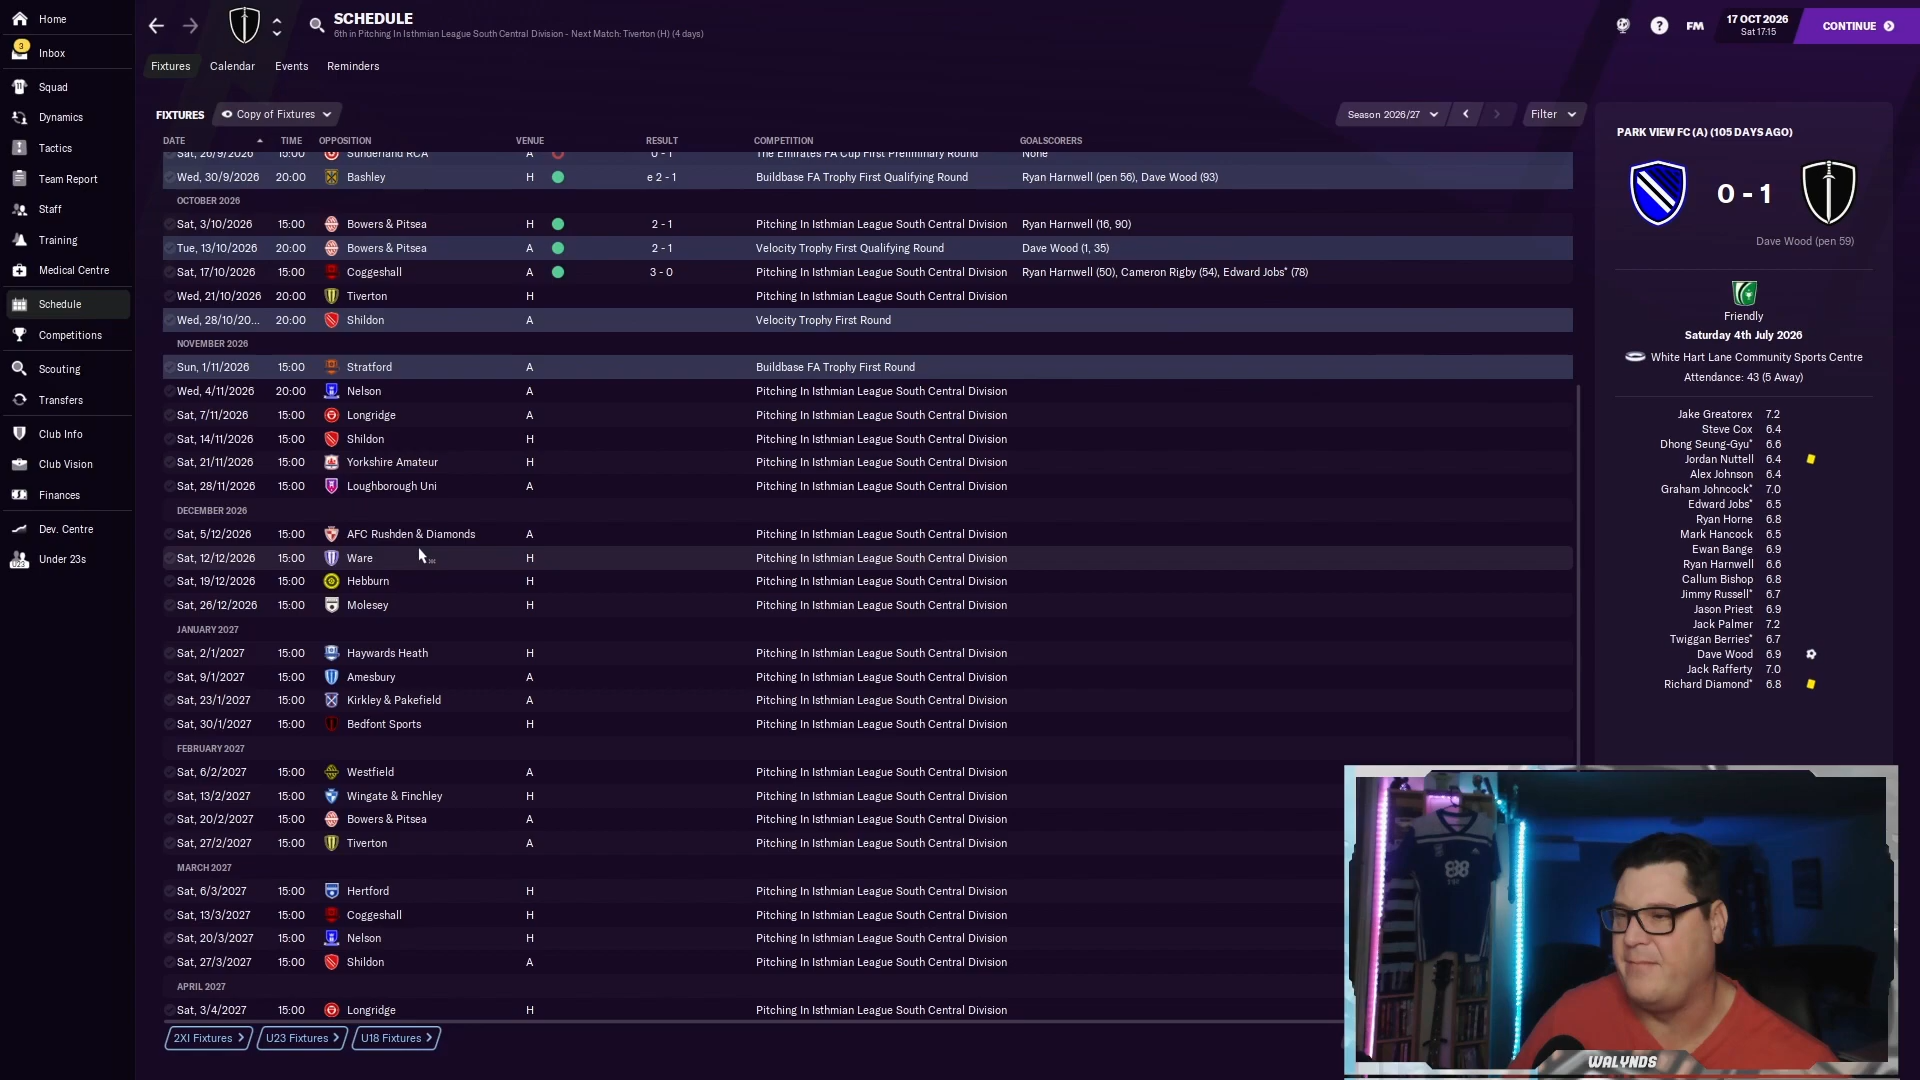 Home
3
Inbox
Squad
Dynamics
Tactics
Team Report
Staff
Training
Medical Centre
Schedule
Competitions
Scouting
Transfers
Club Info
Club Vision
Finances
Dev. Centre
U23
Under 23s
SCHEDULE
6th in Pitching In Isthmian League South Central Division - Next Match: Tiverton (H) (4 days)
? FM 17 OCT 2026 CONTINUE
Sat 17:15
Fixtures Calendar Events Reminders
FIXTURES Copy of Fixtures Season 2026/27 Filter
DATE TIME OPPOSITION VENUE RESULT COMPETITION GOALSCORERS
Sat, 26/9/2026 15:00 Sunderland RCA A 0 - 1 The Emirates FA Cup First Preliminary Round None
Wed, 30/9/2026 20:00 Bashley H e 2 - 1 Buildbase FA Trophy First Qualifying Round Ryan Harnwell (pen 56), Dave Wood (93)
OCTOBER 2026
Sat, 3/10/2026 15:00 Bowers & Pitsea H 2 - 1 Pitching In Isthmian League South Central Division Ryan Harnwell (16, 90)
Tue, 13/10/2026 20:00 Bowers & Pitsea A 2 - 1 Velocity Trophy First Qualifying Round Dave Wood (1, 35)
Sat, 17/10/2026 15:00 Coggeshall A 3 - 0 Pitching In Isthmian League South Central Division Ryan Harnwell (50), Cameron Rigby (54), Edward Jobs* (78)
Wed, 21/10/2026 20:00 Tiverton H Pitching In Isthmian League South Central Division
Wed, 28/10/20... 20:00 Shildon A Velocity Trophy First Round
NOVEMBER 2026
Sun, 1/11/2026 15:00 Stratford A Buildbase FA Trophy First Round
Wed, 4/11/2026 20:00 Nelson A Pitching In Isthmian League South Central Division
Sat, 7/11/2026 15:00 Longridge A Pitching In Isthmian League South Central Division
Sat, 14/11/2026 15:00 Shildon H Pitching In Isthmian League South Central Division
Sat, 21/11/2026 15:00 Yorkshire Amateur H Pitching In Isthmian League South Central Division
Sat, 28/11/2026 15:00 Loughborough Uni A Pitching In Isthmian League South Central Division
DECEMBER 2026
Sat, 5/12/2026 15:00 AFC Rushden & Diamonds A Pitching In Isthmian League South Central Division
Sat, 12/12/2026 15:00 Ware H Pitching In Isthmian League South Central Division
Sat, 19/12/2026 15:00 Hebburn H Pitching In Isthmian League South Central Division
Sat, 26/12/2026 15:00 Molesey H Pitching In Isthmian League South Central Division
JANUARY 2027
Sat, 2/1/2027 15:00 Haywards Heath H Pitching In Isthmian League South Central Division
Sat, 9/1/2027 15:00 Amesbury A Pitching In Isthmian League South Central Division
Sat, 23/1/2027 15:00 Kirkley & Pakefield A Pitching In Isthmian League South Central Division
Sat, 30/1/2027 15:00 Bedfont Sports H Pitching In Isthmian League South Central Division
FEBRUARY 2027
Sat, 6/2/2027 15:00 Westfield A Pitching In Isthmian League South Central Division
Sat, 13/2/2027 15:00 Wingate & Finchley H Pitching In Isthmian League South Central Division
Sat, 20/2/2027 15:00 Bowers & Pitsea A Pitching In Isthmian League South Central Division
Sat, 27/2/2027 15:00 Tiverton A Pitching In Isthmian League South Central Division
MARCH 2027
Sat, 6/3/2027 15:00 Hertford H Pitching In Isthmian League South Central Division
Sat, 13/3/2027 15:00 Coggeshall H Pitching In Isthmian League South Central Division
Sat, 20/3/2027 15:00 Nelson H Pitching In Isthmian League South Central Division
Sat, 27/3/2027 15:00 Shildon A Pitching In Isthmian League South Central Division
APRIL 2027
Sat, 3/4/2027 15:00 Longridge H Pitching In Isthmian League South Central Division
2XI Fixtures U23 Fixtures U18 Fixtures
PARK VIEW FC (A) (105 DAYS AGO)
0 - 1
Dave Wood (pen 59)
Friendly
Saturday 4th July 2026
White Hart Lane Community Sports Centre
Attendance: 43 (5 Away)
Jake Greatorex 7.2
Steve Cox 6.4
Dhong Seung-Gyu* 6.6
Jordan Nuttell 6.4
Alex Johnson 6.4
Graham Johncock* 7.0
Edward Jobs* 6.5
Ryan Horne 6.8
Mark Hancock 6.5
Ewan Bange 6.9
Ryan Harnwell 6.6
Callum Bishop 6.8
Jimmy Russell* 6.7
Jason Priest 6.9
Jack Palmer 7.2
Twiggan Berries* 6.7
Dave Wood 6.9
Jack Rafferty 7.0
Richard Diamond* 6.8
WALYNDS